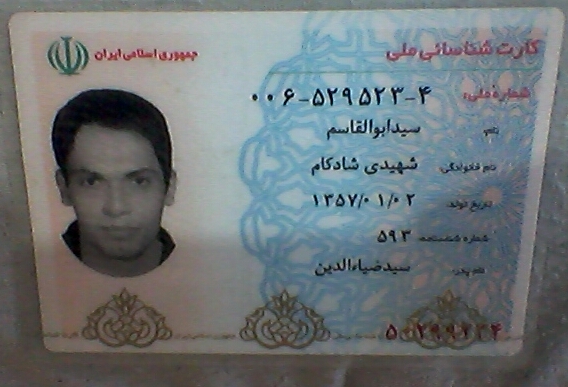 کارت شناسائی ملی
جمهوری اسلامی ایران
شماره ملی: ۰۰۶-۵۲۹۵۲۳-۴
نام: سیدابوالقاسم
نام خانوادگی: شهیدی شادکام
تاریخ تولد: ۱۳۵۷/۰۱/۰۲
شماره شناسنامه: ۵۹۳
نام پدر: سیدضیاءالدین